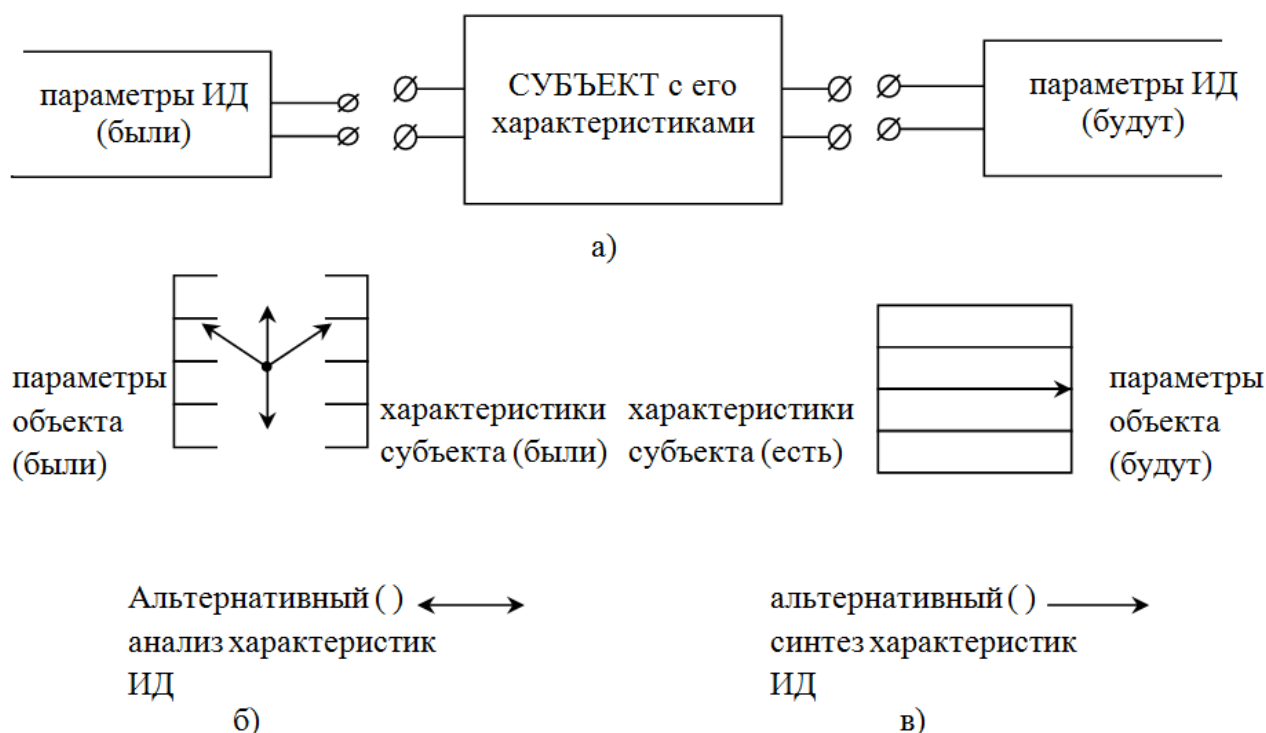 параметры ИД
(были)
СУБЪЕКТ с его
характеристиками
параметры ИД
(будут)
а)
параметры
объекта
(были)
характеристики
субъекта (были)
характеристики
субъекта (есть)
параметры
объекта
(будут)
Альтернативный ( )
анализ характеристик
ИД
б)
альтернативный ( )
синтез характеристик
ИД
в)